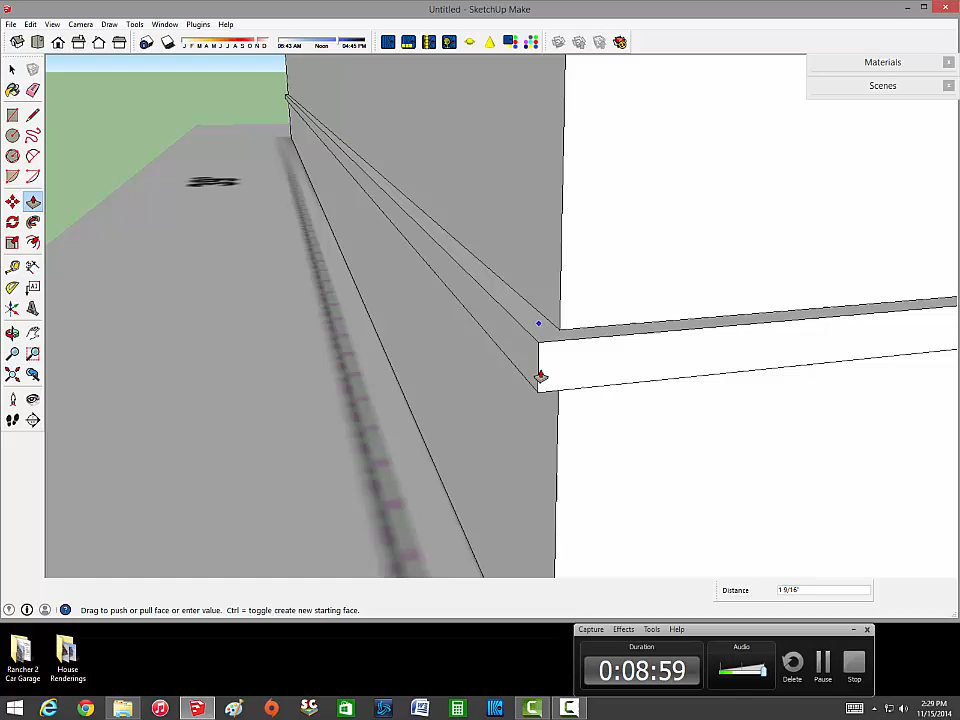 Untitled - SketchUp Make
File Edit View Camera Draw Tools Window Plugins Help
J F M A M J J A S O N D 06:43 AM Noon 04:45 PM
Materials
Scenes
A1
Distance 1 9/16"
Drag to push or pull face or enter value. Ctrl = toggle create new starting face.
Capture Effects Tools Help
Duration
0:08:59
Audio
Delete Pause Stop
Rancher 2
Car Garage
House
Renderings
SC
2:29 PM
11/15/2014